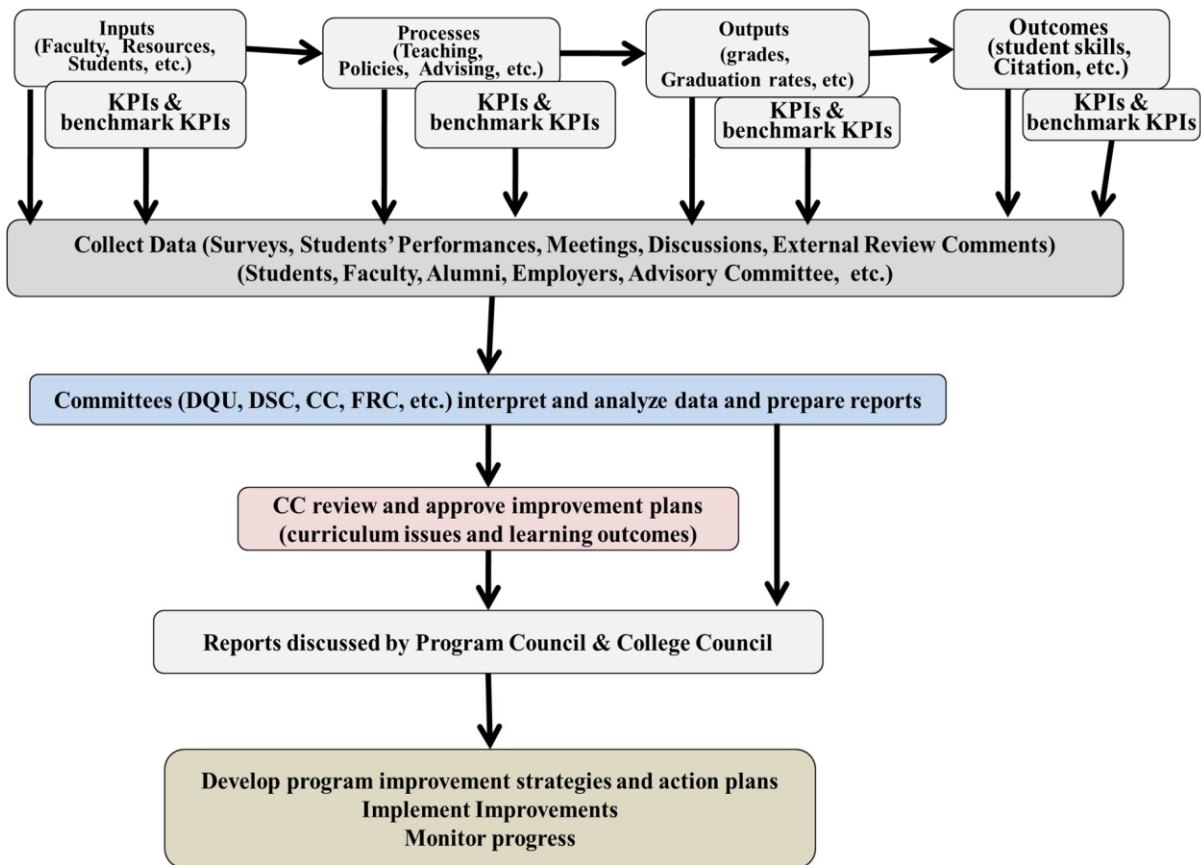 Inputs
(Faculty, Resources,
Students, etc.)
KPIs &
benchmark KPIs
Processes
(Teaching,
Policies, Advising, etc.)
KPIs &
benchmark KPIs
Outputs
(grades,
Graduation rates, etc)
KPIs &
benchmark KPIs
Outcomes
(student skills,
Citation, etc.)
KPIs &
benchmark KPIs
Collect Data (Surveys, Students’ Performances, Meetings, Discussions, External Review Comments)
(Students, Faculty, Alumni, Employers, Advisory Committee, etc.)
Committees (DQU, DSC, CC, FRC, etc.) interpret and analyze data and prepare reports
CC review and approve improvement plans
(curriculum issues and learning outcomes)
Reports discussed by Program Council & College Council
Develop program improvement strategies and action plans
Implement Improvements
Monitor progress